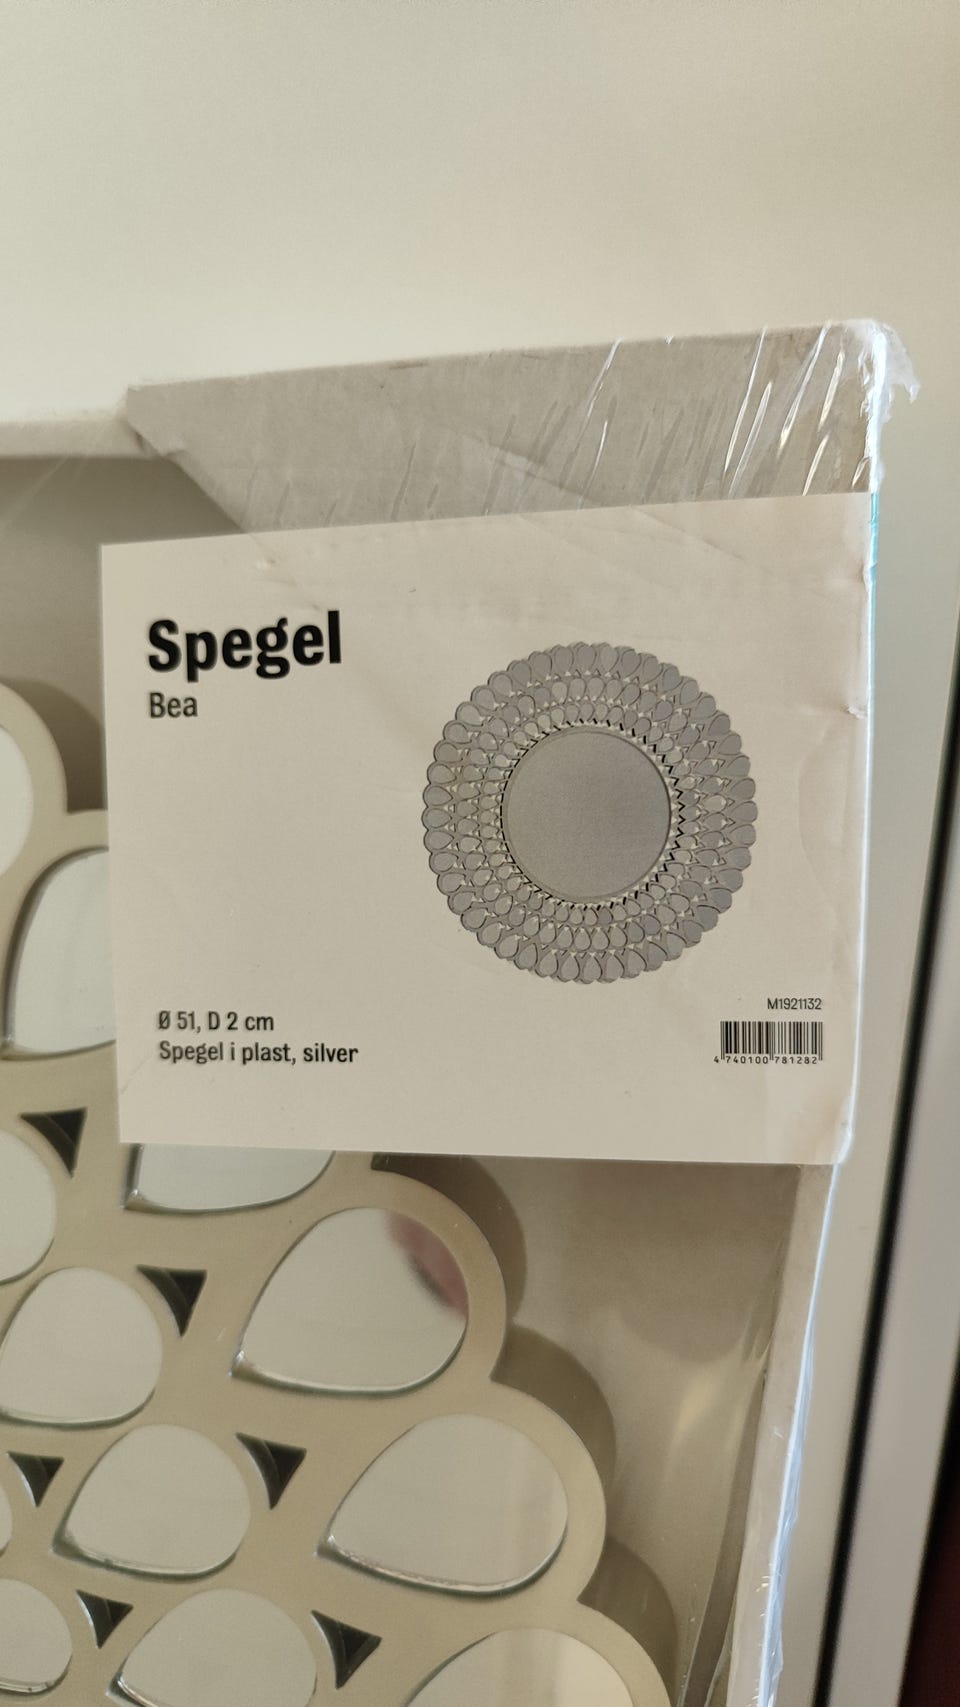 Spegel
Bea
Ø 51, D 2 cm
Spegel i plast, silver
M1921132
4 740100 781282